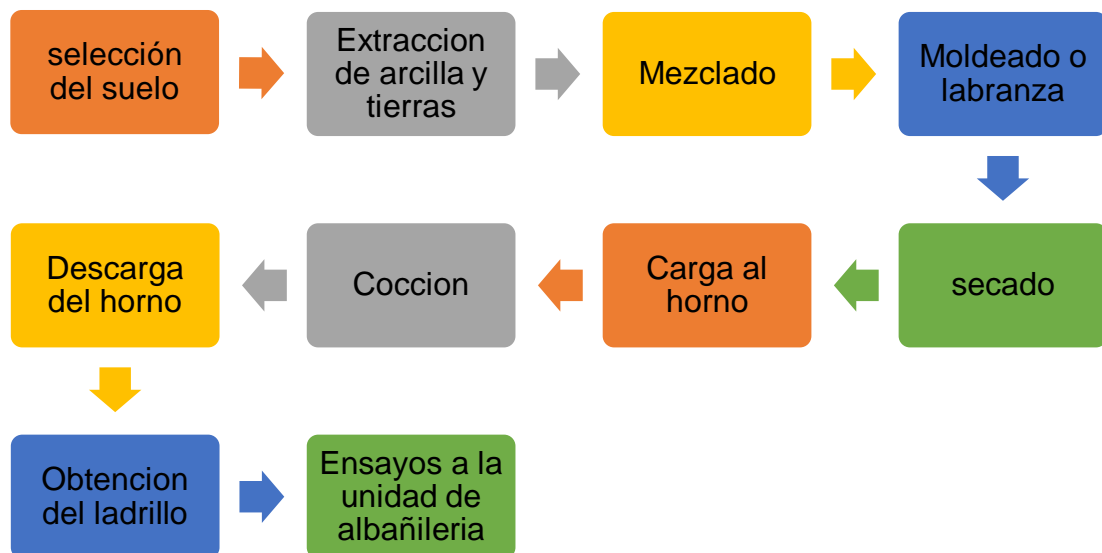 selección
del suelo
Extraccion
de arcilla y
tierras
Mezclado
Moldeado o
labranza
secado
Carga al
horno
Coccion
Descarga
del horno
Obtencion
del ladrillo
Ensayos a la
unidad de
albañileria